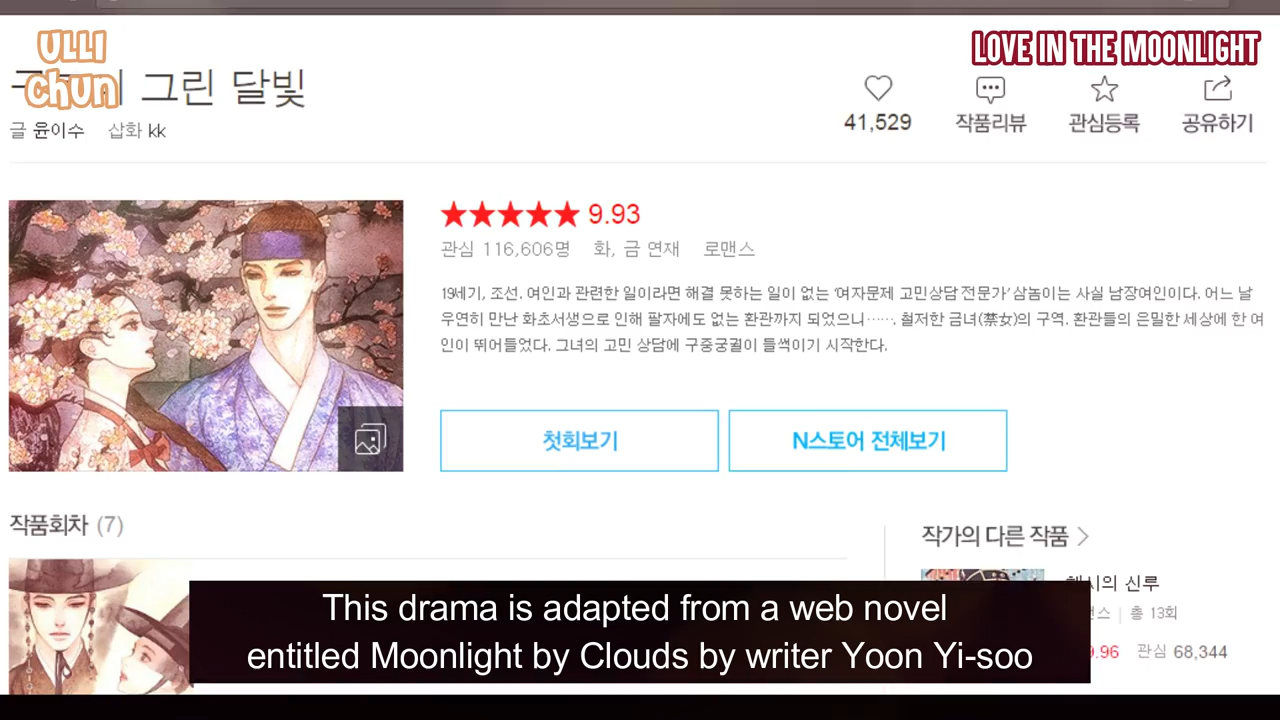 ULLI
Chun
LOVE IN THE MOONLIGHT
그린 달빛
글 윤이수 삽화 kk
41,529
작품리뷰
관심등록
공유하기
9.93
관심 116,606명 화, 금 연재 로맨스
19세기, 조선. 여인과 관련한 일이라면 해결 못하는 일이 없는 '여자문제 고민상담 전문가' 삼놈이는 사실 남장여인이다. 어느 날
우연히 만난 화초서생으로 인해 팔자에도 없는 환관까지 되었으니……. 철저한 금녀(禁女)의 구역. 환관들의 은밀한 세상에 한 여
인이 뛰어들었다. 그녀의 고민 상담에 구중궁궐이 들썩이기 시작한다.
첫회보기
N스토어 전체보기
작품회차 (7)
작가의 다른 작품
신루
총 13회
관심 68,344
This drama is adapted from a web novel
entitled Moonlight by Clouds by writer Yoon Yi-soo